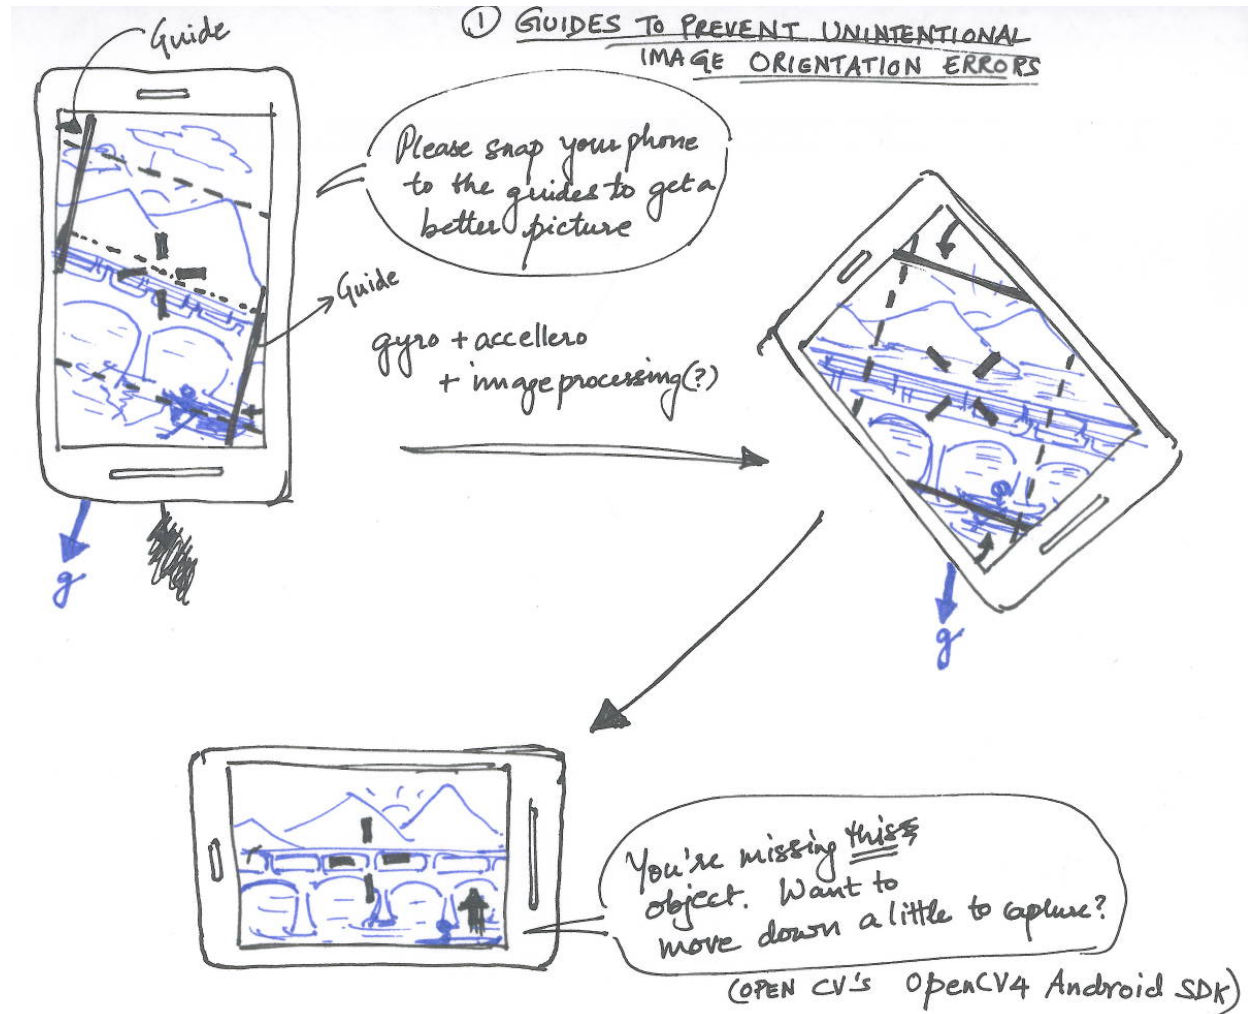 Guide
① GUIDES TO PREVENT UNINTENTIONAL
IMAGE ORIENTATION ERRORS
Please snap your phone
to the guides to get a
better picture
Guide
gyro + accellero
+ image processing(?)
g
g
You're missing this
object. Want to
move down a little to capture?
(OPEN CV'S OpenCV4 Android SDK)